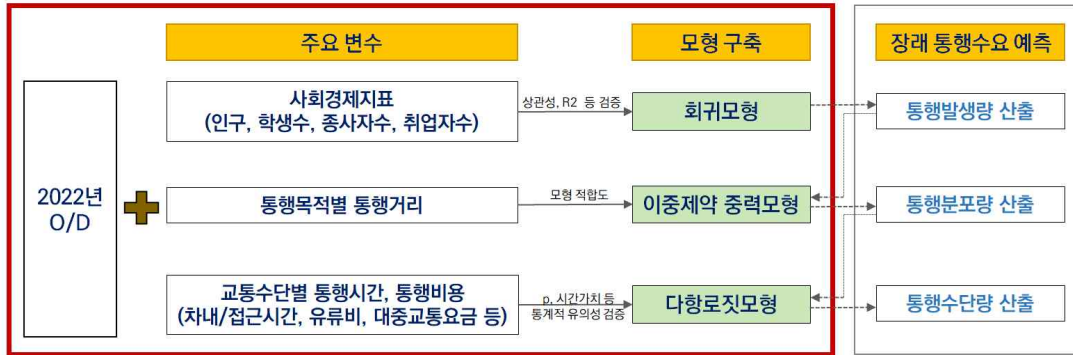 주요 변수
모형 구축
장래 통행수요 예측
2022년
O/D
사회경제지표
(인구, 학생수, 종사자수, 취업자수)
상관성, R2 등 검증
회귀모형
통행발생량 산출
통행목적별 통행거리
모형 적합도
이중제약 중력모형
통행분포량 산출
교통수단별 통행시간, 통행비용
(차내/접근시간, 유류비, 대중교통요금 등)
p, 시간가치 등
통계적 유의성 검증
다항로짓모형
통행수단량 산출